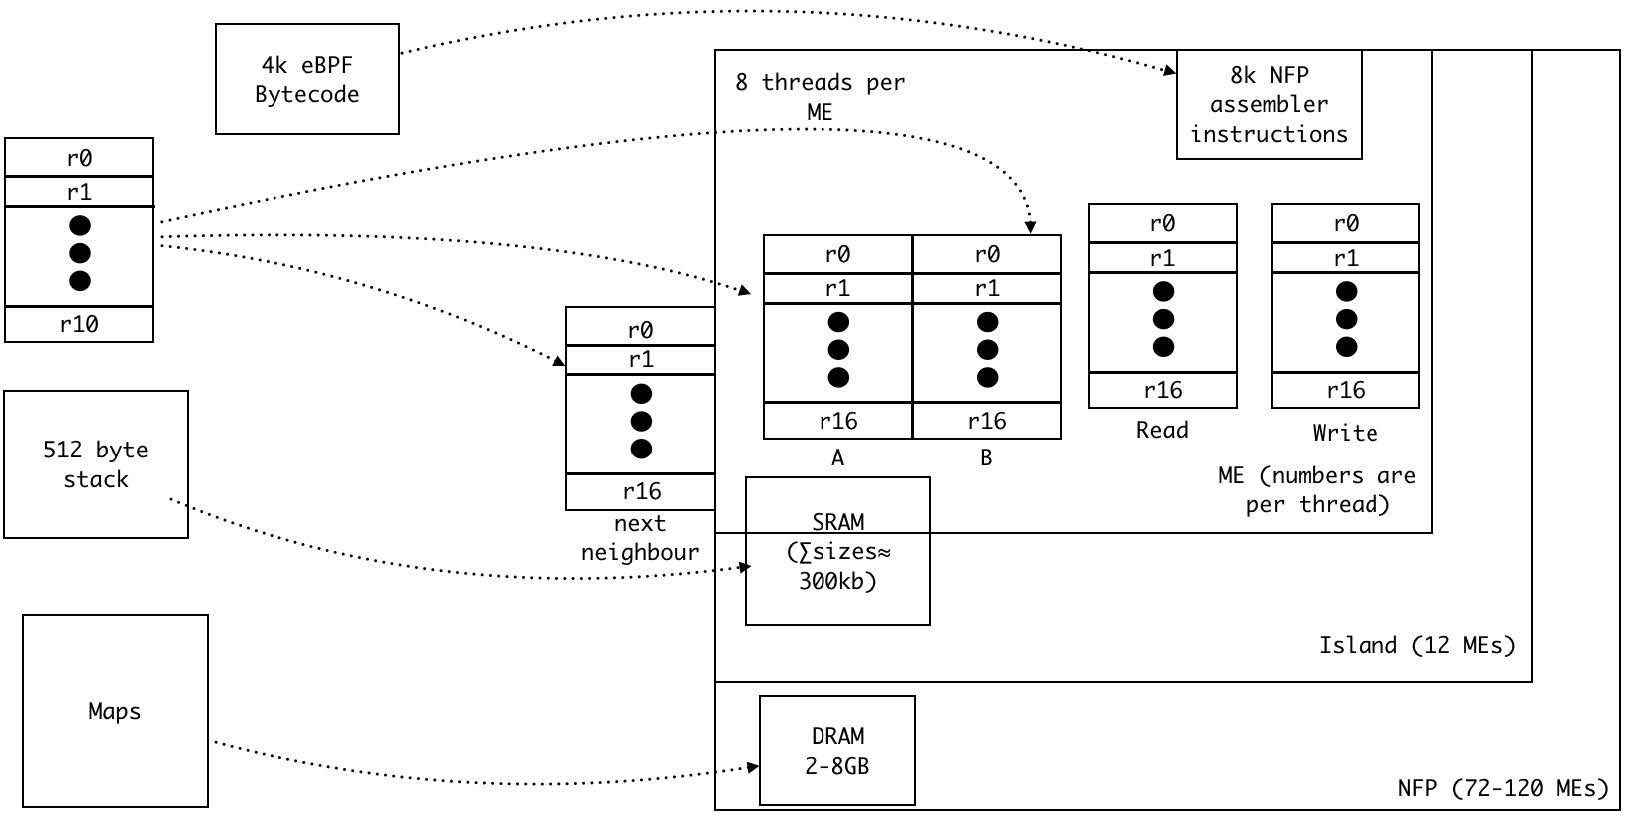 4k eBPF
Bytecode
r0
r1
r10
512 byte
stack
Maps
8 threads per
ME
8k NFP
assembler
instructions
r0
r1
r16
next
neighbour
r0
r1
r16
A
r0
r1
r16
B
r0
r1
r16
Read
r0
r1
r16
Write
ME (numbers are
per thread)
SRAM
(∑sizes≈
300kb)
Island (12 MEs)
DRAM
2-8GB
NFP (72-120 MEs)